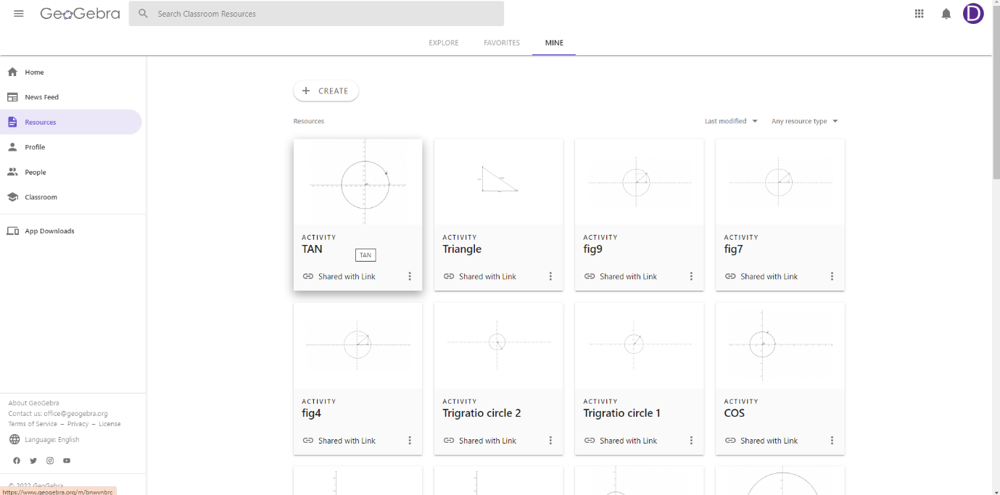 GeoGebra
Search Classroom Resources
D
EXPLORE FAVORITES MINE
Home
News Feed
Resources
Profile
People
Classroom
App Downloads
+ CREATE
Resources
Last modified
Any resource type
ACTIVITY
TAN
TAN
Shared with Link
ACTIVITY
Triangle
Shared with Link
ACTIVITY
fig9
Shared with Link
ACTIVITY
fig7
Shared with Link
ACTIVITY
fig4
Shared with Link
ACTIVITY
Trigratio circle 2
Shared with Link
ACTIVITY
Trigratio circle 1
Shared with Link
ACTIVITY
COS
Shared with Link
About GeoGebra
Contact us: office@geogebra.org
Terms of Service – Privacy – License
Language: English
© 2022 GeoGebra
https://www.geogebra.org/m/bnwvnbrc